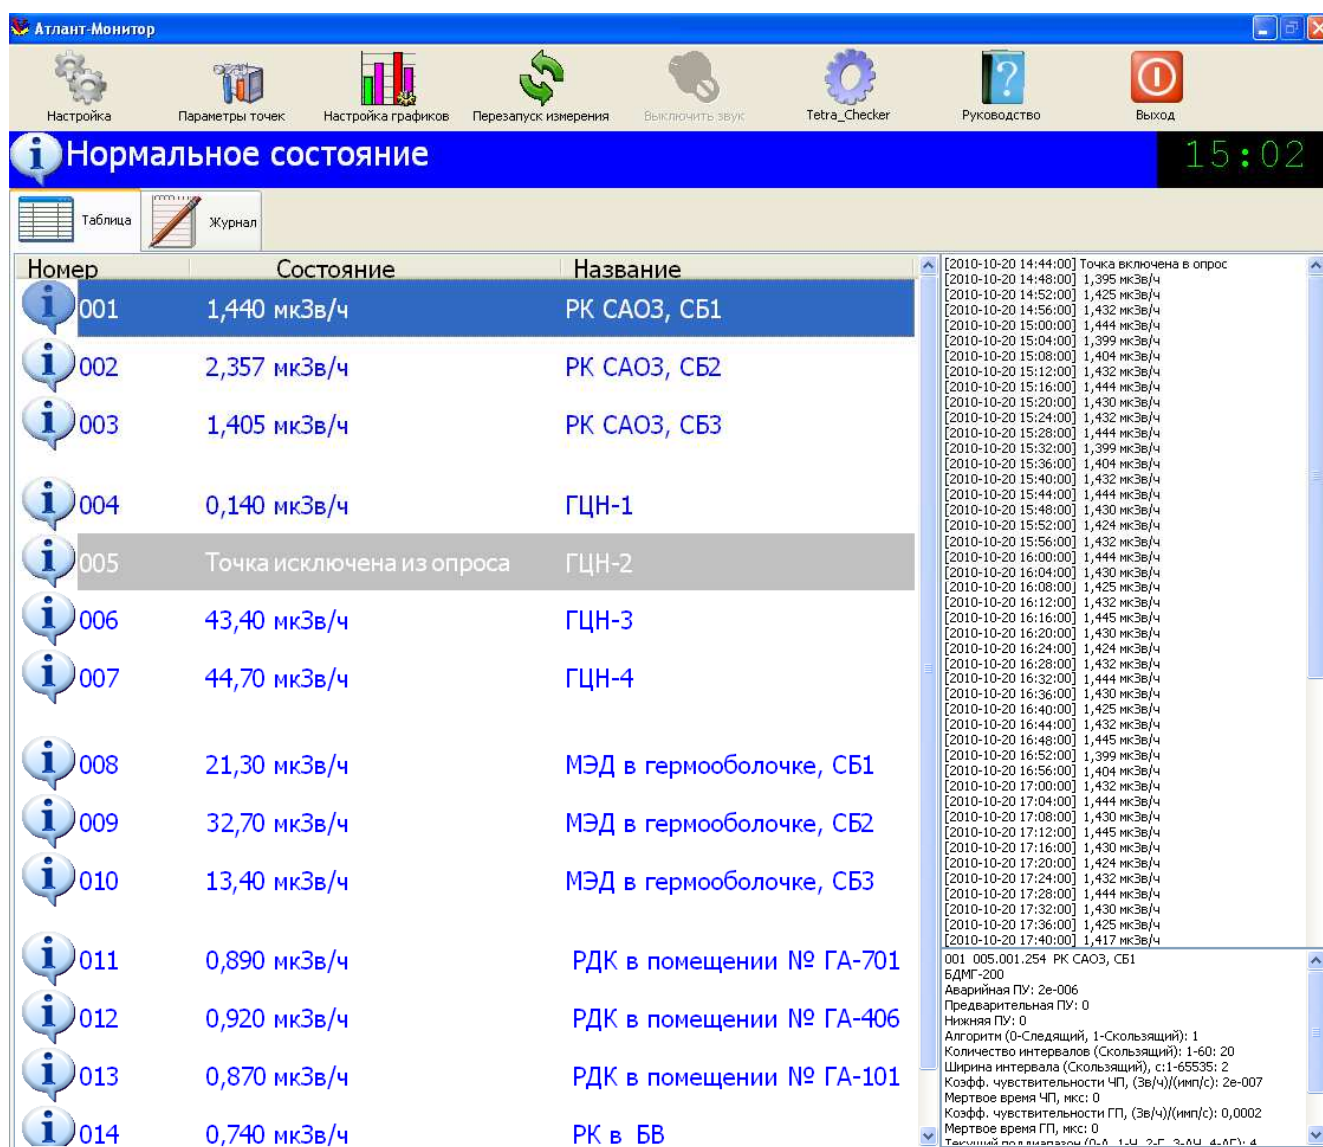 Атлант-Монитор
Настройка
Параметры точек
Настройка графиков
Перезапуск измерения
Выключить звук
Tetra_Checker
Руководство
Выход
Нормальное состояние
15:02
Таблица
Журнал
Номер Состояние Название
001 1,440 мкЗв/ч РК САОЗ, СБ1
002 2,357 мкЗв/ч РК САОЗ, СБ2
003 1,405 мкЗв/ч РК САОЗ, СБ3
004 0,140 мкЗв/ч ГЦН-1
005 Точка исключена из опроса ГЦН-2
006 43,40 мкЗв/ч ГЦН-3
007 44,70 мкЗв/ч ГЦН-4
008 21,30 мкЗв/ч МЭД в гермооболочке, СБ1
009 32,70 мкЗв/ч МЭД в гермооболочке, СБ2
010 13,40 мкЗв/ч МЭД в гермооболочке, СБ3
011 0,890 мкЗв/ч РДК в помещении № ГА-701
012 0,920 мкЗв/ч РДК в помещении № ГА-406
013 0,870 мкЗв/ч РДК в помещении № ГА-101
014 0,740 мкЗв/ч РК в БВ
[2010-10-20 14:44:00] Точка включена в опрос
[2010-10-20 14:48:00] 1,395 мкЗв/ч
[2010-10-20 14:52:00] 1,425 мкЗв/ч
[2010-10-20 14:56:00] 1,432 мкЗв/ч
[2010-10-20 15:00:00] 1,444 мкЗв/ч
[2010-10-20 15:04:00] 1,399 мкЗв/ч
[2010-10-20 15:08:00] 1,404 мкЗв/ч
[2010-10-20 15:12:00] 1,432 мкЗв/ч
[2010-10-20 15:16:00] 1,444 мкЗв/ч
[2010-10-20 15:20:00] 1,430 мкЗв/ч
[2010-10-20 15:24:00] 1,432 мкЗв/ч
[2010-10-20 15:28:00] 1,444 мкЗв/ч
[2010-10-20 15:32:00] 1,399 мкЗв/ч
[2010-10-20 15:36:00] 1,404 мкЗв/ч
[2010-10-20 15:40:00] 1,432 мкЗв/ч
[2010-10-20 15:44:00] 1,444 мкЗв/ч
[2010-10-20 15:48:00] 1,430 мкЗв/ч
[2010-10-20 15:52:00] 1,424 мкЗв/ч
[2010-10-20 15:56:00] 1,432 мкЗв/ч
[2010-10-20 16:00:00] 1,444 мкЗв/ч
[2010-10-20 16:04:00] 1,430 мкЗв/ч
[2010-10-20 16:08:00] 1,425 мкЗв/ч
[2010-10-20 16:12:00] 1,432 мкЗв/ч
[2010-10-20 16:16:00] 1,445 мкЗв/ч
[2010-10-20 16:20:00] 1,430 мкЗв/ч
[2010-10-20 16:24:00] 1,424 мкЗв/ч
[2010-10-20 16:28:00] 1,432 мкЗв/ч
[2010-10-20 16:32:00] 1,444 мкЗв/ч
[2010-10-20 16:36:00] 1,430 мкЗв/ч
[2010-10-20 16:40:00] 1,425 мкЗв/ч
[2010-10-20 16:44:00] 1,432 мкЗв/ч
[2010-10-20 16:48:00] 1,445 мкЗв/ч
[2010-10-20 16:52:00] 1,399 мкЗв/ч
[2010-10-20 16:56:00] 1,404 мкЗв/ч
[2010-10-20 17:00:00] 1,432 мкЗв/ч
[2010-10-20 17:04:00] 1,444 мкЗв/ч
[2010-10-20 17:08:00] 1,430 мкЗв/ч
[2010-10-20 17:12:00] 1,445 мкЗв/ч
[2010-10-20 17:16:00] 1,430 мкЗв/ч
[2010-10-20 17:20:00] 1,424 мкЗв/ч
[2010-10-20 17:24:00] 1,432 мкЗв/ч
[2010-10-20 17:28:00] 1,444 мкЗв/ч
[2010-10-20 17:32:00] 1,430 мкЗв/ч
[2010-10-20 17:36:00] 1,425 мкЗв/ч
[2010-10-20 17:40:00] 1,417 мкЗв/ч
001 005.001.254 РК САОЗ, СБ1
БДМГ-200
Аварийная ПУ: 2e-006
Предварительная ПУ: 0
Нижняя ПУ: 0
Алгоритм (0-Следящий, 1-Скользящий): 1
Количество интервалов (Скользящий): 1-60: 20
Ширина интервала (Скользящий), с:1-65535: 2
Коэфф. чувствительности ЧП, (Зв/ч)/(имп/с): 2e-007
Мертвое время ЧП, мкс: 0
Коэфф. чувствительности ГП, (Зв/ч)/(имп/с): 0,0002
Мертвое время ГП, мкс: 0
Текущий поддиапазон (0-А, 1-Ч, 2-Г, 3-АЧ, 4-АГ): 4